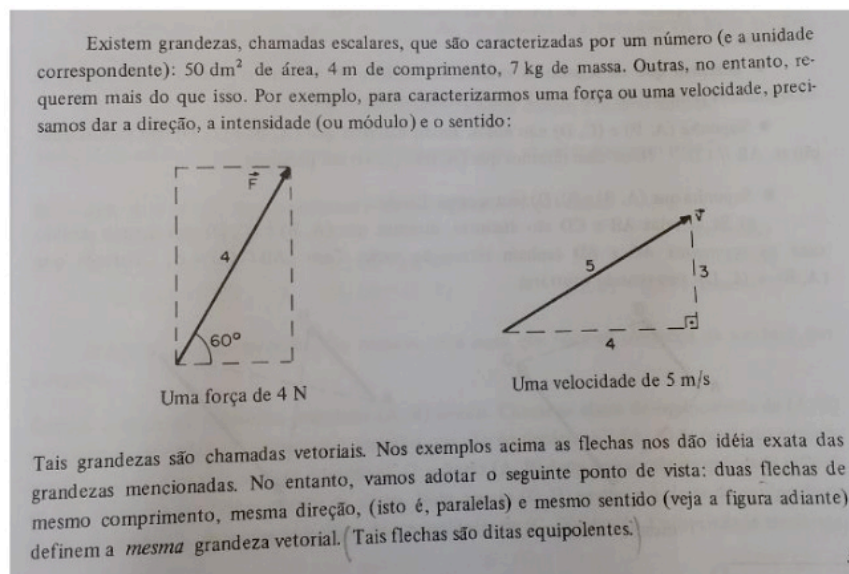 Existem grandezas, chamadas escalares, que são caracterizadas por um número (e a unidade
correspondente): 50 dm² de área, 4 m de comprimento, 7 kg de massa. Outras, no entanto, re-
querem mais do que isso. Por exemplo, para caracterizarmos uma força ou uma velocidade, preci-
samos dar a direção, a intensidade (ou módulo) e o sentido:
F⃗
4
60°
Uma força de 4 N
v⃗
5
3
4
Uma velocidade de 5 m/s
Tais grandezas são chamadas vetoriais. Nos exemplos acima as flechas nos dão idéia exata das
grandezas mencionadas. No entanto, vamos adotar o seguinte ponto de vista: duas flechas de
mesmo comprimento, mesma direção, (isto é, paralelas) e mesmo sentido (veja a figura adiante)
definem a mesma grandeza vetorial. (Tais flechas são ditas equipolentes.)